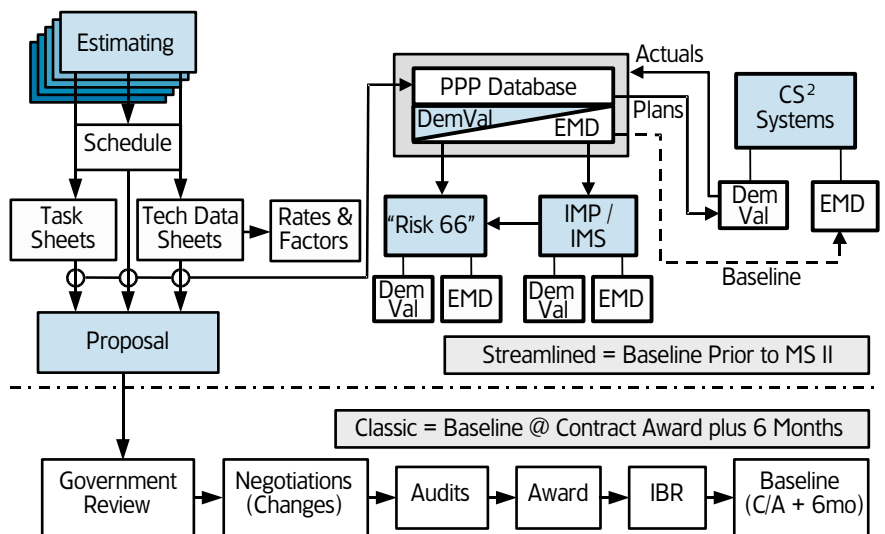 Estimating
Schedule
Task
Sheets
Tech Data
Sheets
Rates &
Factors
Proposal
PPP Database
DemVal
EMD
Actuals
Plans
CS²
Systems
Dem
Val
EMD
Baseline
"Risk 66"
IMP /
IMS
Dem
Val
EMD
Dem
Val
EMD
Streamlined = Baseline Prior to MS II
Classic = Baseline @ Contract Award plus 6 Months
Government
Review
Negotiations
(Changes)
Audits
Award
IBR
Baseline
(C/A + 6mo)